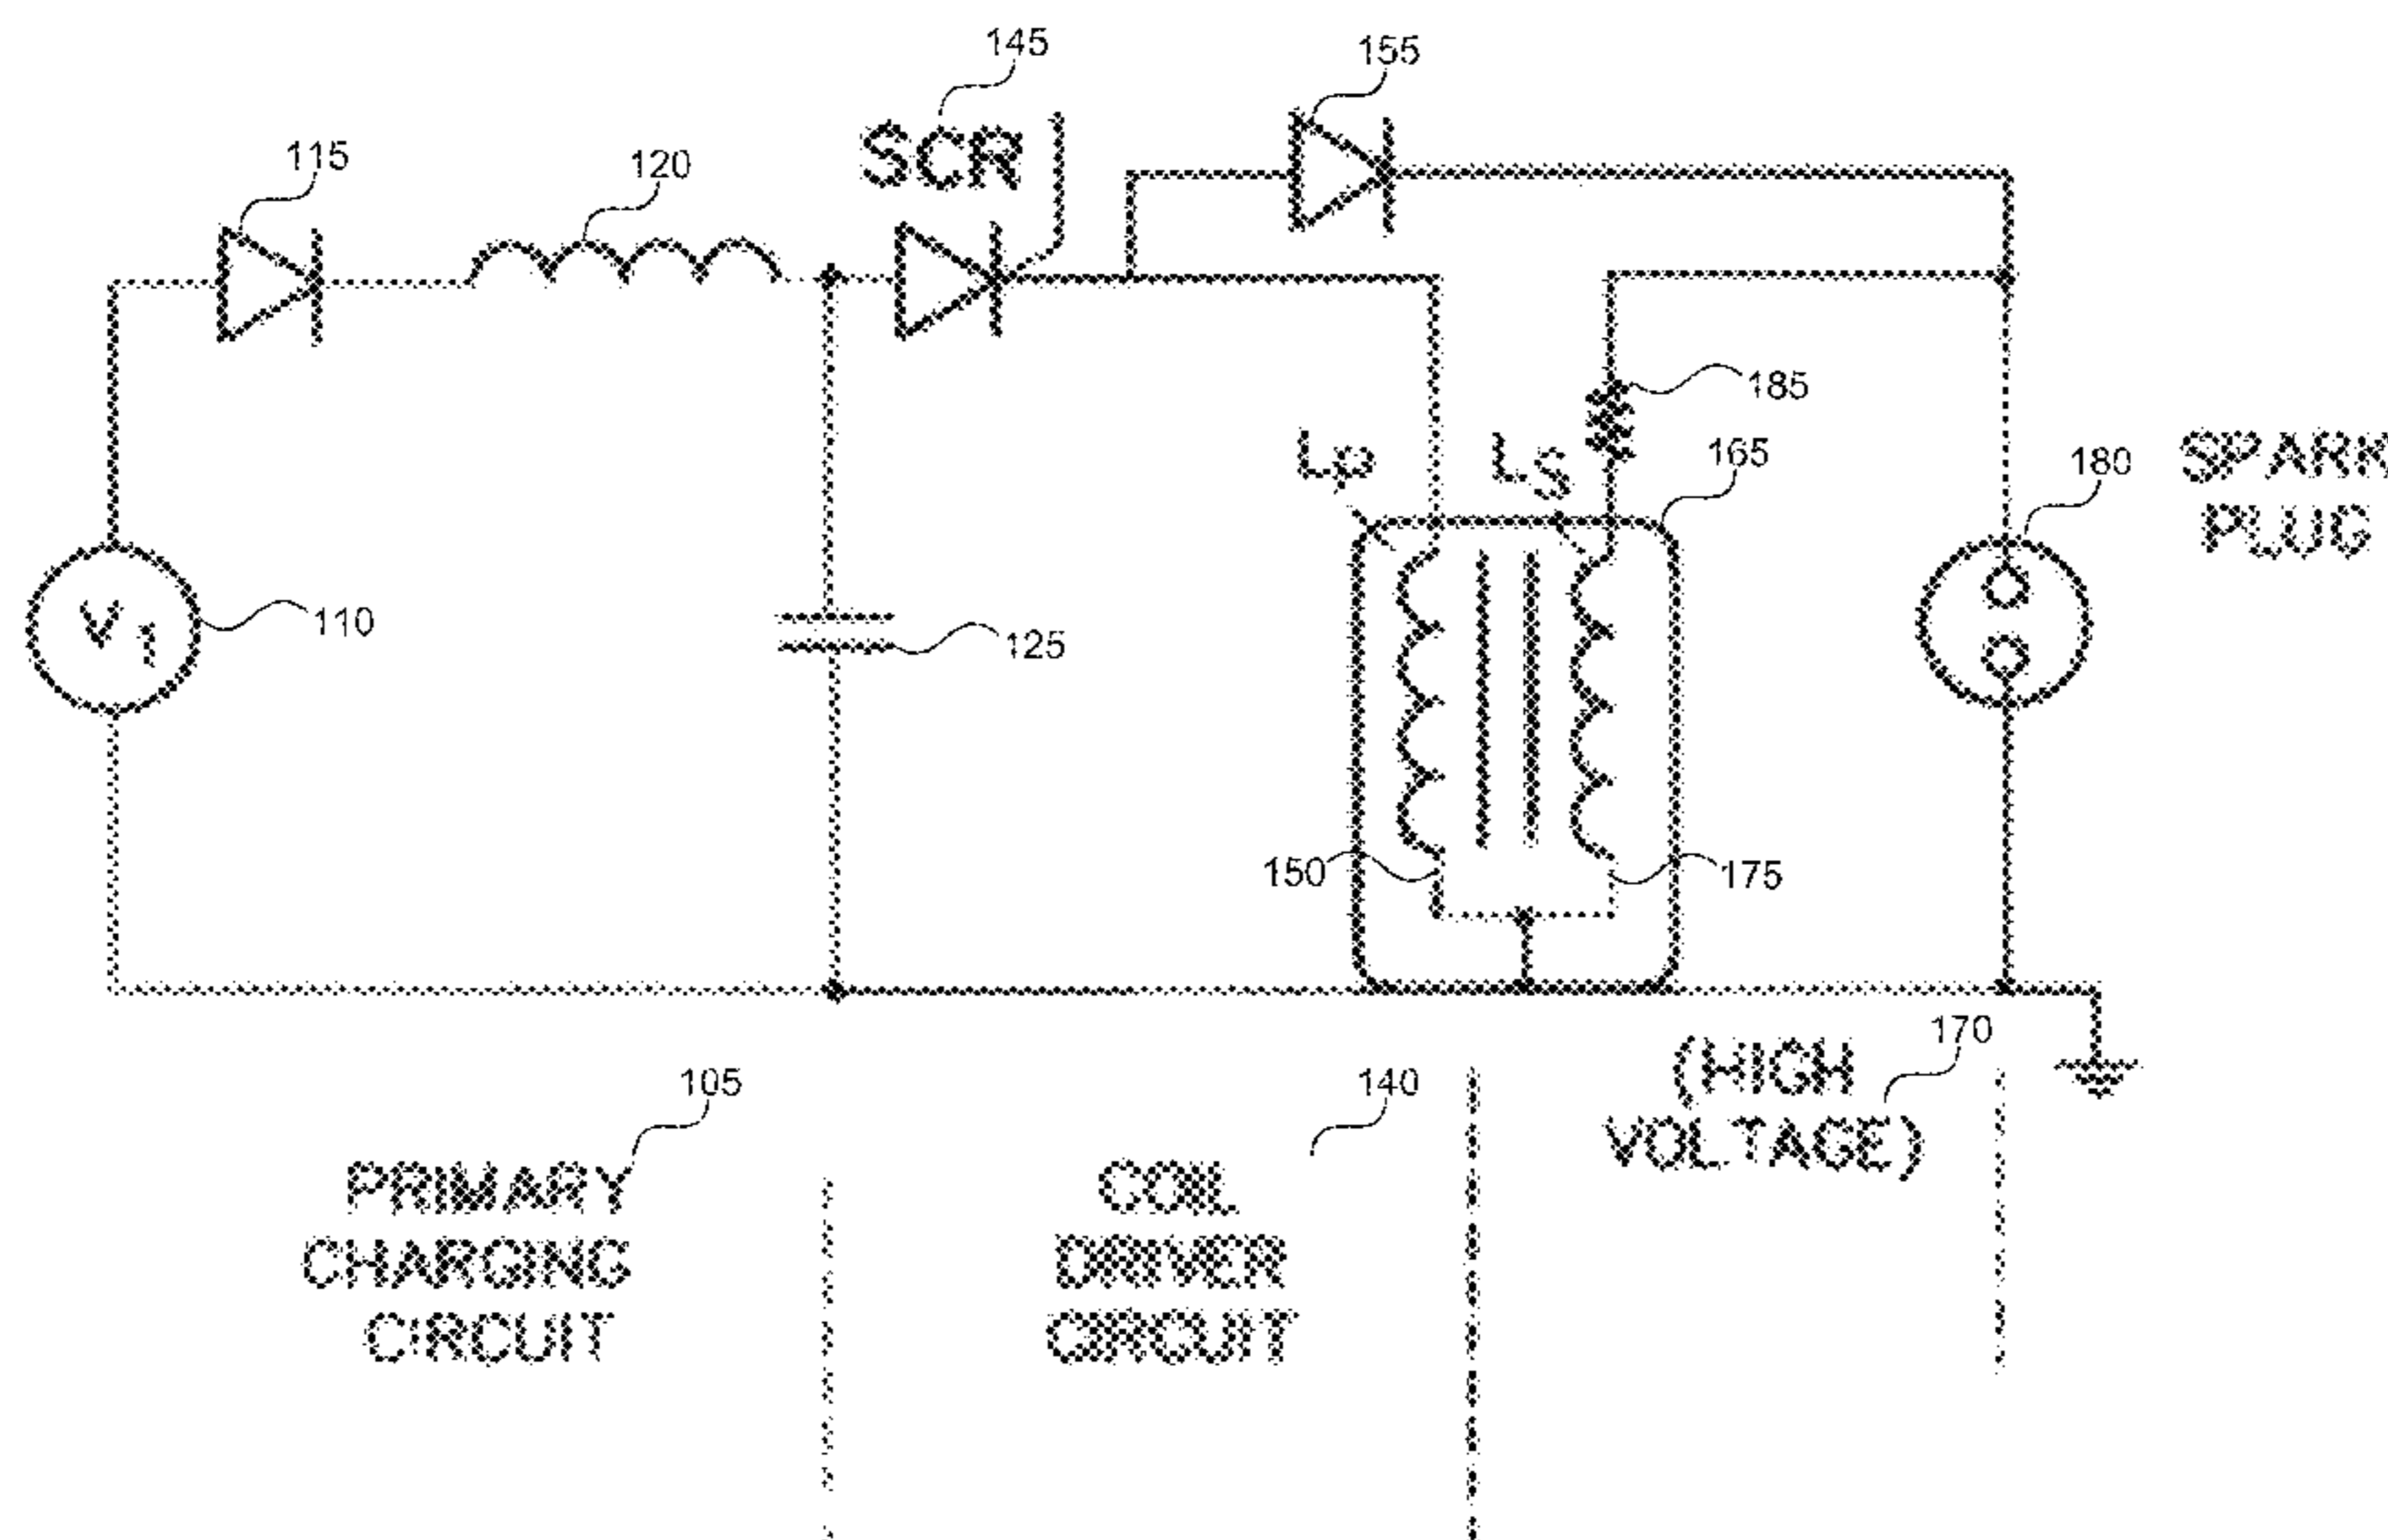 145
155
115
120
SCR
185
LP
LS
165
180
SPARK
PLUG
V1
110
125
150
175
170
(HIGH
VOLTAGE)
105
140
PRIMARY
CHARGING
CIRCUIT
COIL
DRIVER
CIRCUIT